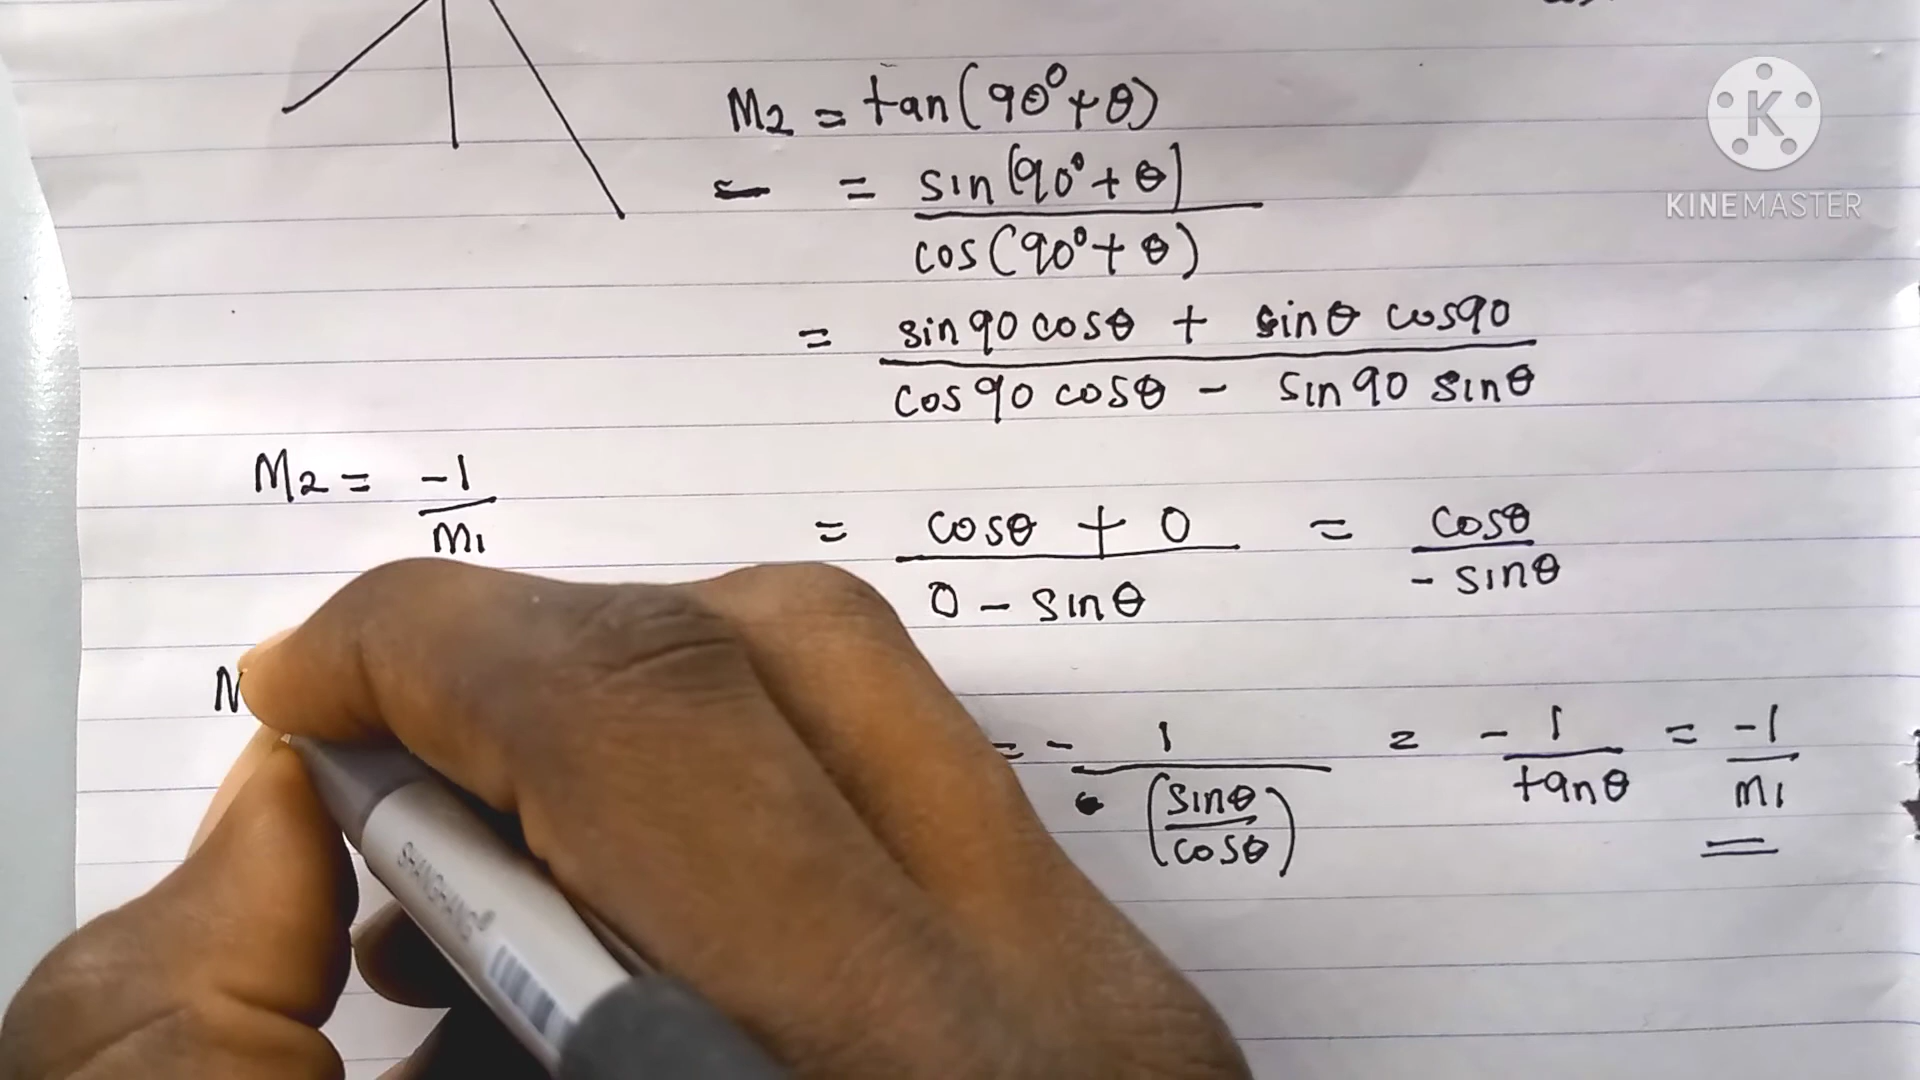 M2 = tan(90°+θ)
= sin(90°+θ)
cos(90°+θ)
= sin90 cosθ + sinθ cos90
cos90 cosθ - sin90 sinθ
M2 = -1
M1
= cosθ + 0 = cosθ
0 - sinθ - sinθ
= - 1 = - 1 = -1
(sinθ tanθ M1
cosθ)
K
KINEMASTER
SHANGHANG®